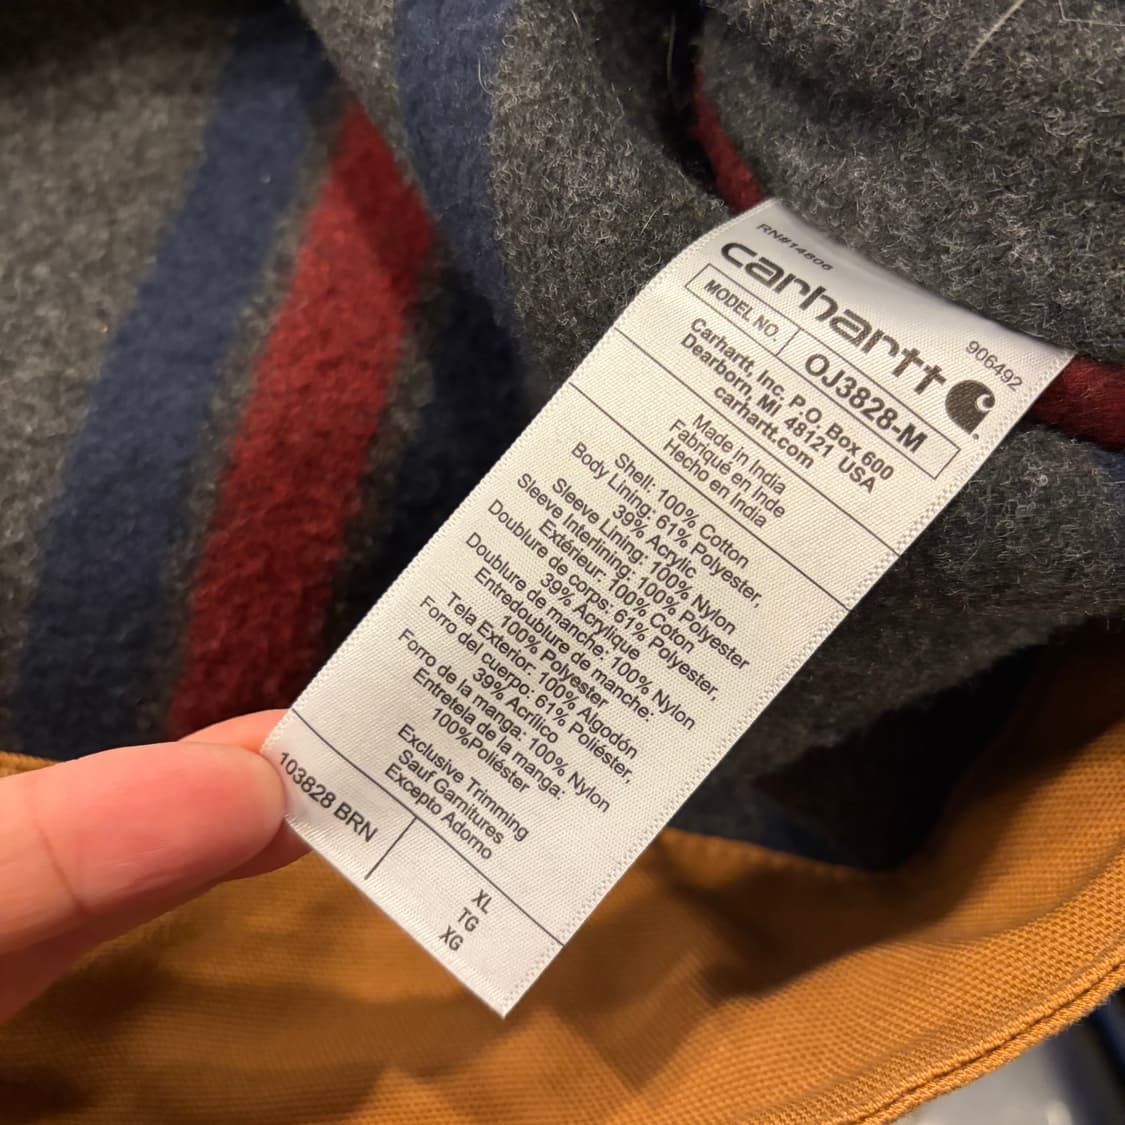 RN#14806
carhartt
906492
MODEL NO. OJ3828-M
Carhartt, Inc. P.O. Box 600
Dearborn, MI 48121 USA
carhartt.com
Made in India
Fabriqué en Inde
Hecho en India
Shell: 100% Cotton
Body Lining: 61% Polyester,
39% Acrylic
Sleeve Lining: 100% Nylon
Sleeve Interlining: 100% Polyester
Extérieur: 100% Coton
Doublure de corps: 61% Polyester,
39% Acrylique
Doublure de manche: 100% Nylon
Entredoublure de manche:
100% Polyester
Tela Exterior: 100% Algodón
Forro del cuerpo: 61% Poliéster,
39% Acrílico
Forro de la manga: 100% Nylon
Entretela de la manga:
100%Poliéster
Exclusive Trimming
Sauf Garnitures
Excepto Adorno
103828 BRN
XL
TG
XG